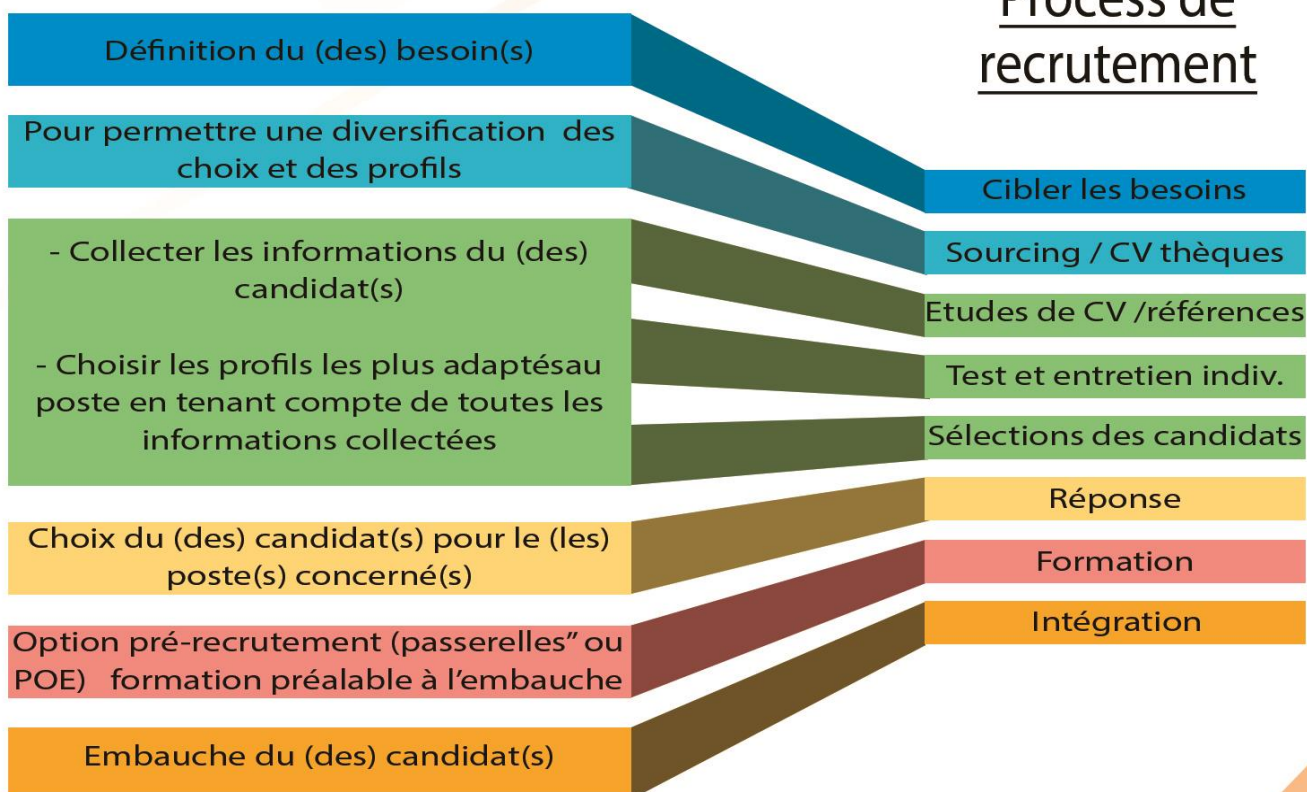 Process de
recrutement
Définition du (des) besoin(s)
Pour permettre une diversification des
choix et des profils
- Collecter les informations du (des)
candidat(s)
- Choisir les profils les plus adaptésau
poste en tenant compte de toutes les
informations collectées
Choix du (des) candidat(s) pour le (les)
poste(s) concerné(s)
Option pré-recrutement (passerelles” ou
POE) formation préalable à l’embauche
Embauche du (des) candidat(s)
Cibler les besoins
Sourcing / CV thèques
Etudes de CV /références
Test et entretien indiv.
Sélections des candidats
Réponse
Formation
Intégration